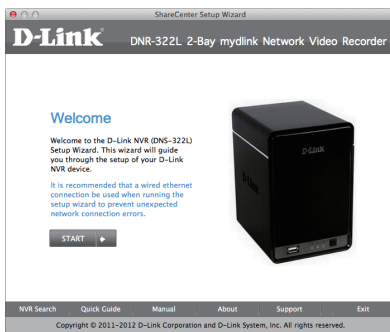 ShareCenter Setup Wizard
D-Link
DNR-322L 2-Bay mydlink Network Video Recorder
Welcome
Welcome to the D-Link NVR (DNS-322L)
Setup Wizard. This wizard will guide
you through the setup of your D-Link
NVR device.
It is recommended that a wired ethernet
connection be used when running the
setup wizard to prevent unexpected
network connection errors.
START
D-Link
D-Link
NVR Search Quick Guide Manual About Support Exit
Copyright © 2011-2012 D-Link Corporation and D-Link System, Inc. All rights reserved.